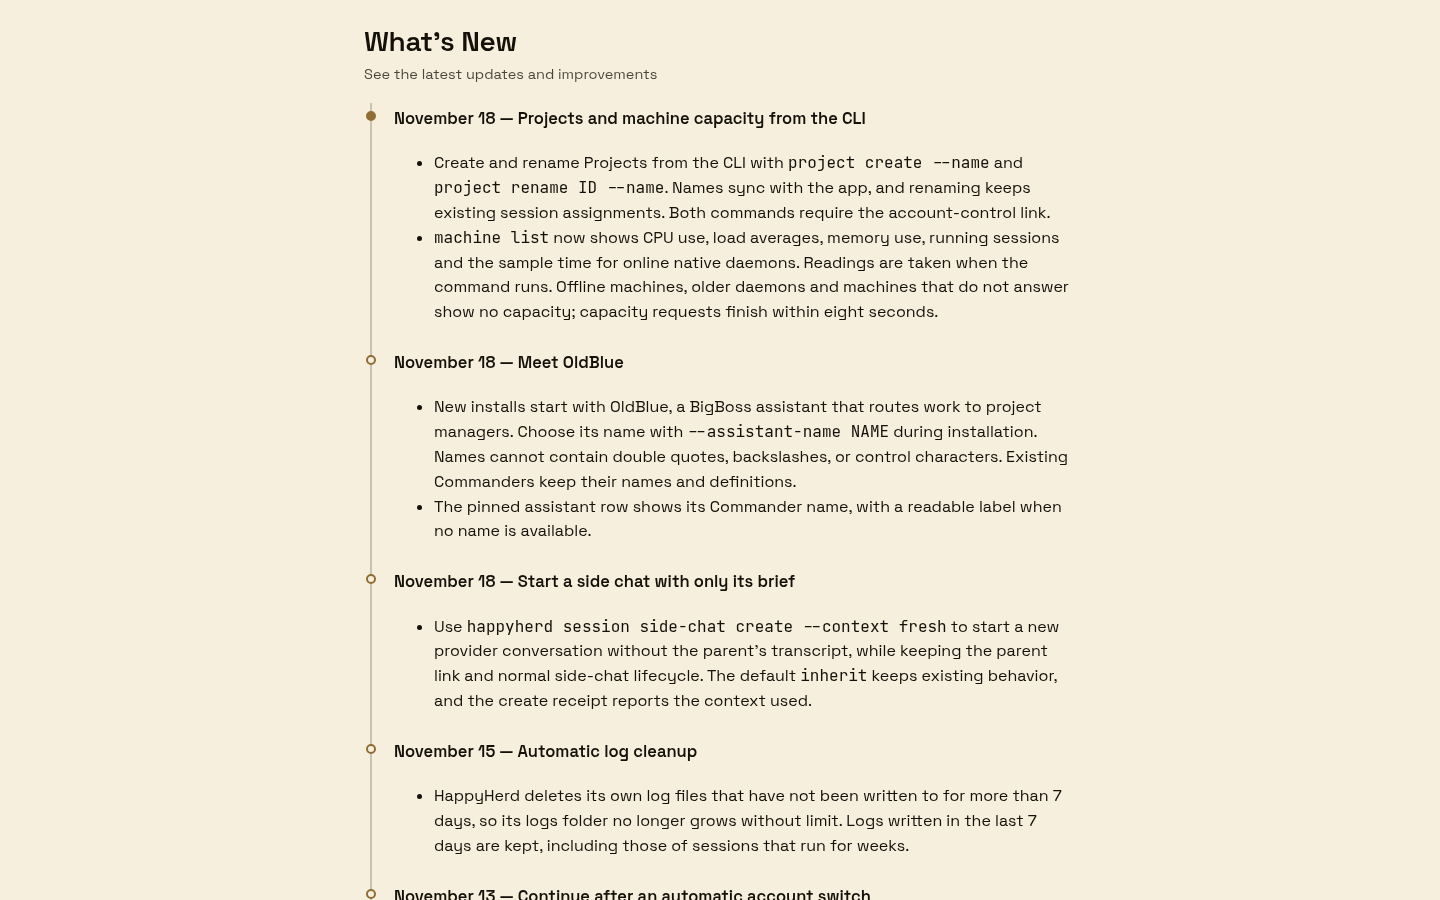 What's New
See the latest updates and improvements
November 18 — Projects and machine capacity from the CLI
Create and rename Projects from the CLI with project create --name and
project rename ID --name. Names sync with the app, and renaming keeps
existing session assignments. Both commands require the account-control link.
machine list now shows CPU use, load averages, memory use, running sessions
and the sample time for online native daemons. Readings are taken when the
command runs. Offline machines, older daemons and machines that do not answer
show no capacity; capacity requests finish within eight seconds.
November 18 — Meet OldBlue
New installs start with OldBlue, a BigBoss assistant that routes work to project
managers. Choose its name with --assistant-name NAME during installation.
Names cannot contain double quotes, backslashes, or control characters. Existing
Commanders keep their names and definitions.
The pinned assistant row shows its Commander name, with a readable label when
no name is available.
November 18 — Start a side chat with only its brief
Use happyherd session side-chat create --context fresh to start a new
provider conversation without the parent's transcript, while keeping the parent
link and normal side-chat lifecycle. The default inherit keeps existing behavior,
and the create receipt reports the context used.
November 15 — Automatic log cleanup
HappyHerd deletes its own log files that have not been written to for more than 7
days, so its logs folder no longer grows without limit. Logs written in the last 7
days are kept, including those of sessions that run for weeks.
November 13 — Continue after an automatic account switch